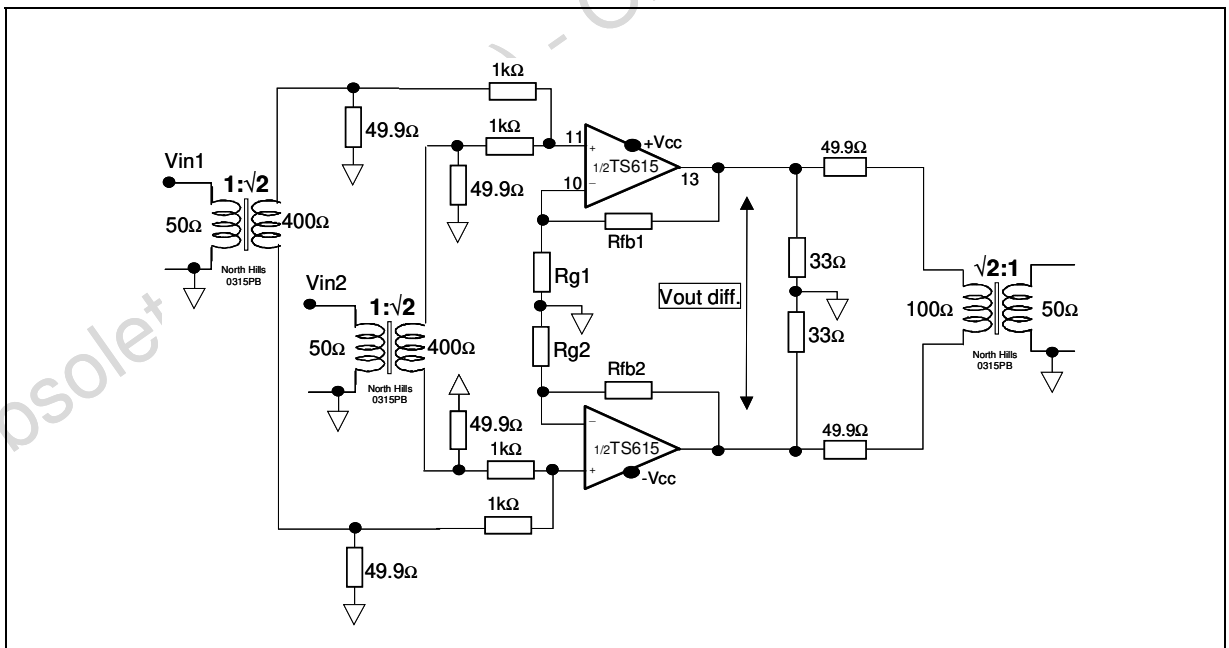 ) - O
bsolet
1kΩ
49.9Ω
1kΩ
11
+
+Vcc
1/2TS615
13
10
–
49.9Ω
49.9Ω
Vin1
1:√2
50Ω
400Ω
North Hills
0315PB
Rfb1
Rg1
33Ω
Vout diff.
√2:1
100Ω
50Ω
North Hills
0315PB
Vin2
1:√2
50Ω
400Ω
North Hills
0315PB
Rg2
33Ω
Rfb2
49.9Ω
1kΩ
–
1/2TS615
+
-Vcc
49.9Ω
1kΩ
49.9Ω